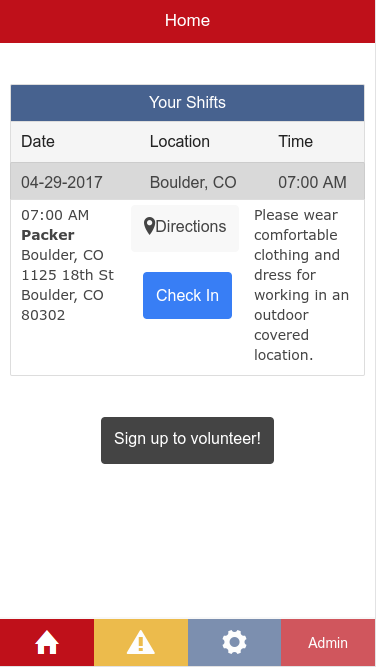 Home
Your Shifts
Date Location Time
04-29-2017 Boulder, CO 07:00 AM
07:00 AM
Packer
Boulder, CO
1125 18th St
Boulder, CO
80302
Directions
Check In
Please wear
comfortable
clothing and
dress for
working in an
outdoor
covered
location.
Sign up to volunteer!
Admin